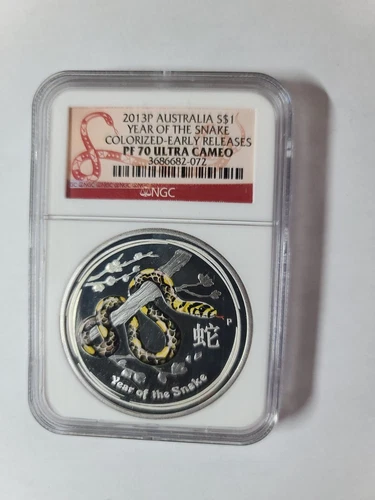 2013P AUSTRALIA S$1
YEAR OF THE SNAKE
COLORIZED-EARLY RELEASES
PF 70 ULTRA CAMEO
3686682-072
NGC
P
蛇
Year of the Snake